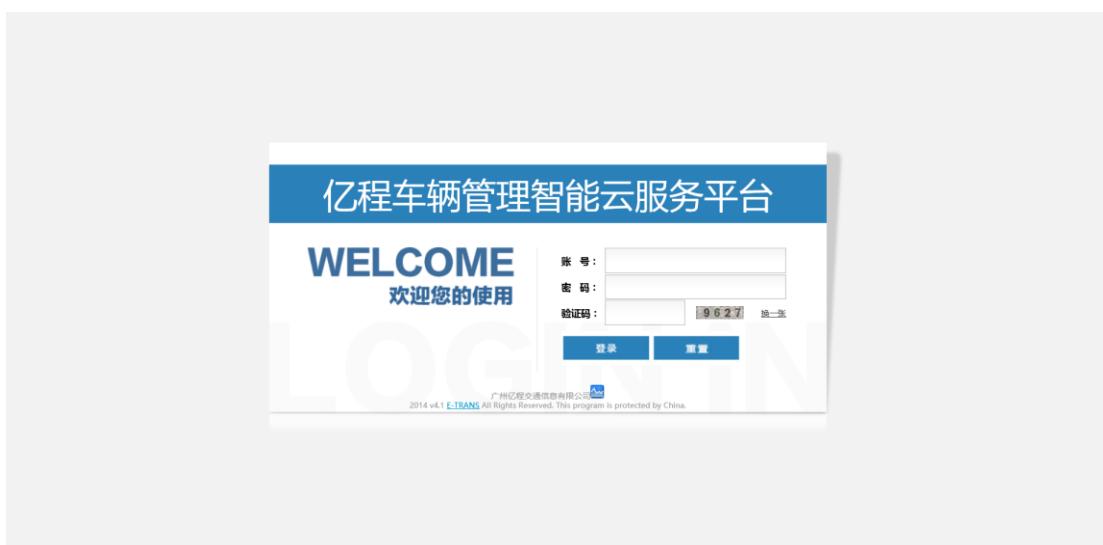 亿程车辆管理智能云服务平台
WELCOME
欢迎您的使用
账 号：
密 码：
验证码： 9627 换一张
登录 重置
LOGIN IN
广州亿程交通信息有限公司
2014 v4.1 E-TRANS All Rights Reserved. This program is protected by China.